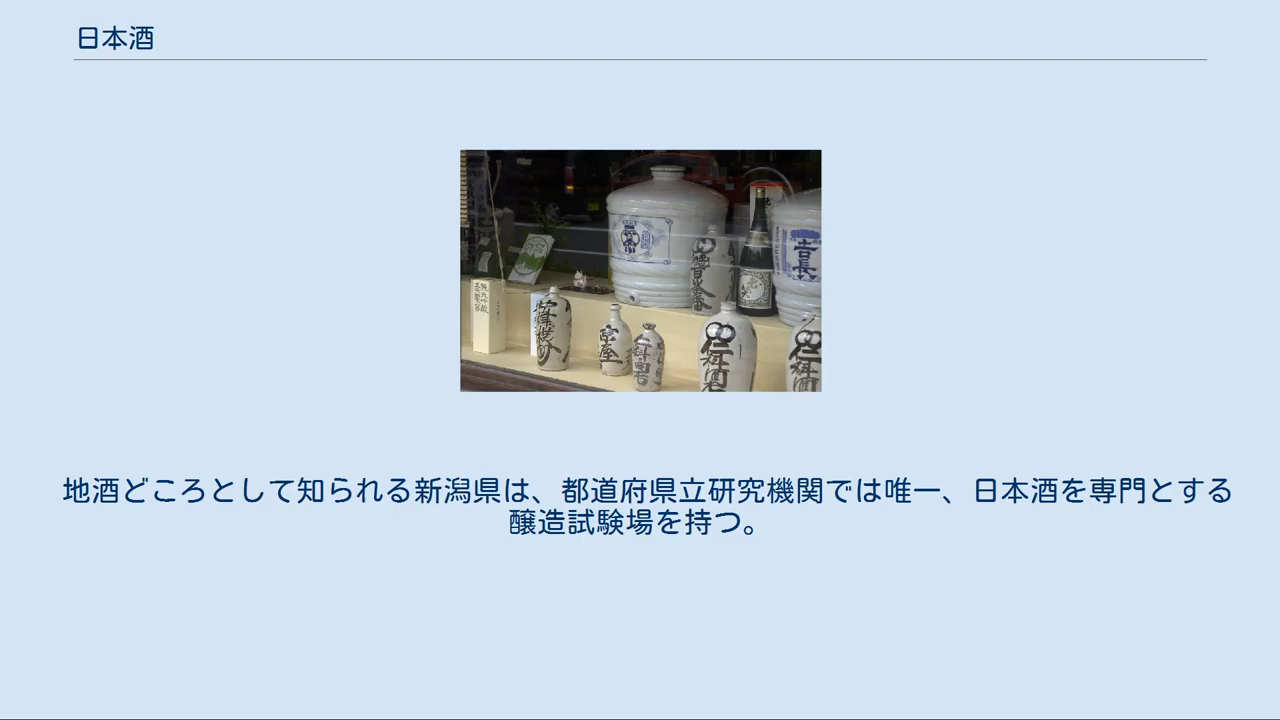 日本酒
地酒どころとして知られる新潟県は、都道府県立研究機関では唯一、日本酒を専門とする
醸造試験場を持つ。